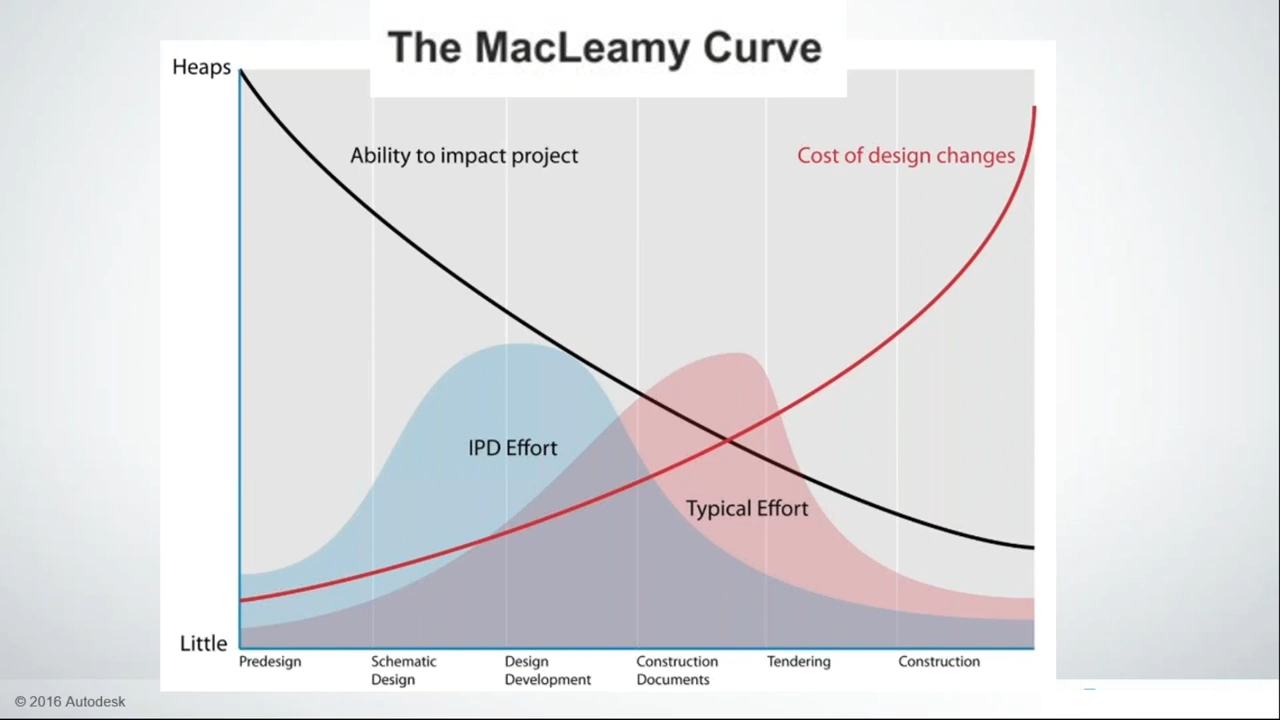 The MacLeamy Curve
Heaps
Ability to impact project
Cost of design changes
IPD Effort
Typical Effort
Little
Predesign
Schematic
Design
Design
Development
Construction
Documents
Tendering
Construction
© 2016 Autodesk